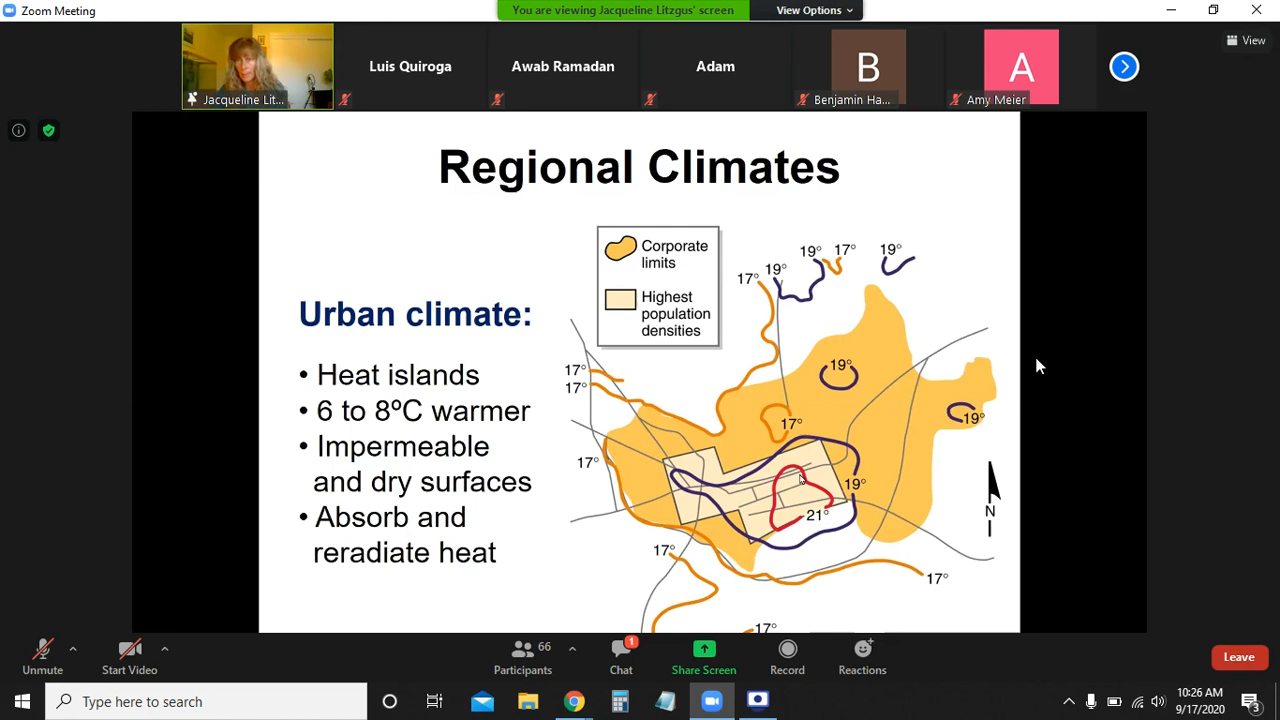 Zoom Meeting
You are viewing Jacqueline Litzgus' screen
View Options
View
Jacqueline Lit...
Luis Quiroga
Awab Ramadan
Adam
B
Benjamin Ha...
A
Amy Meier
Regional Climates
Urban climate:
• Heat islands
• 6 to 8ºC warmer
• Impermeable
and dry surfaces
• Absorb and
reradiate heat
Corporate
limits
Highest
population
densities
19°
17°
19°
19°
17°
17°
17°
19°
19°
17°
17°
19°
21°
N
17°
17°
17°
Unmute
Start Video
66
Participants
1
Chat
Share Screen
Record
Reactions
Leave
Type here to search
10:26 AM
9/17/2020
3